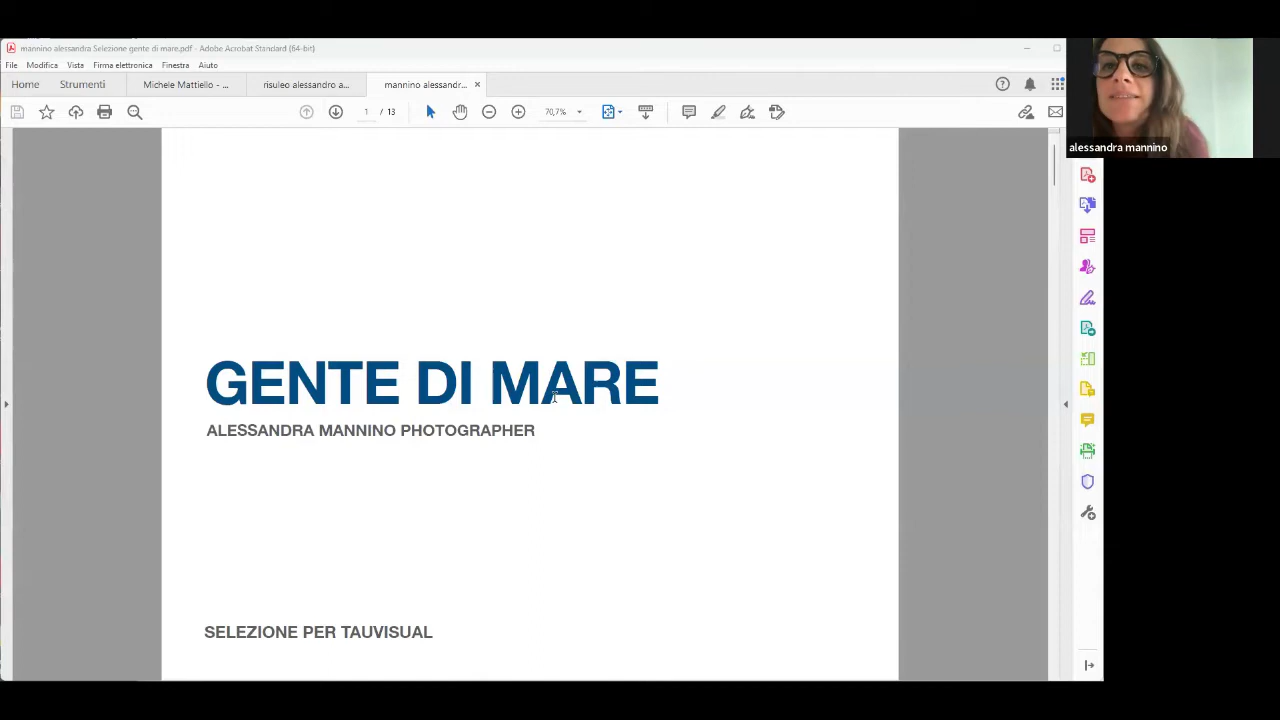 mannino alessandra Selezione gente di mare.pdf - Adobe Acrobat Standard (64-bit)
File Modifica Vista Firma elettronica Finestra Aiuto
Home Strumenti Michele Mattiello - ... risuleo alessandro a... mannino alessandr...
1 / 13 70,7%
alessandra mannino
GENTE DI MARE
ALESSANDRA MANNINO PHOTOGRAPHER
SELEZIONE PER TAUVISUAL